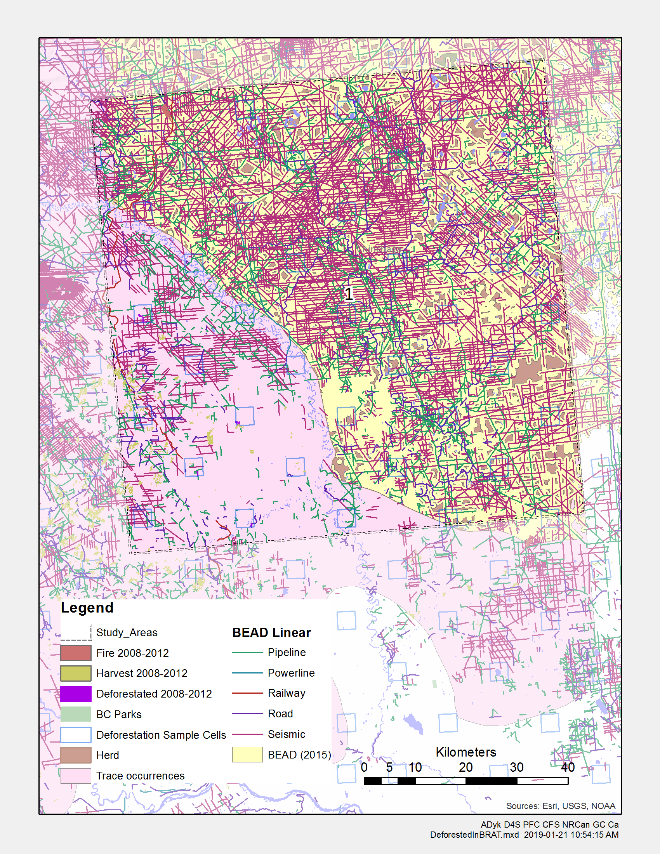 1
Legend
Study_Areas
Fire 2008-2012
Harvest 2008-2012
Deforestated 2008-2012
BC Parks
Deforestation Sample Cells
Herd
Trace occurrences
BEAD Linear
Pipeline
Powerline
Railway
Road
Seismic
BEAD (2015)
Kilometers
0 5 10 20 30 40
Sources: Esri, USGS, NOAA
ADyk D4S PFC CFS NRCan GC Ca
DeforestedInBRAT.mxd 2019-01-21 10:54:15 AM